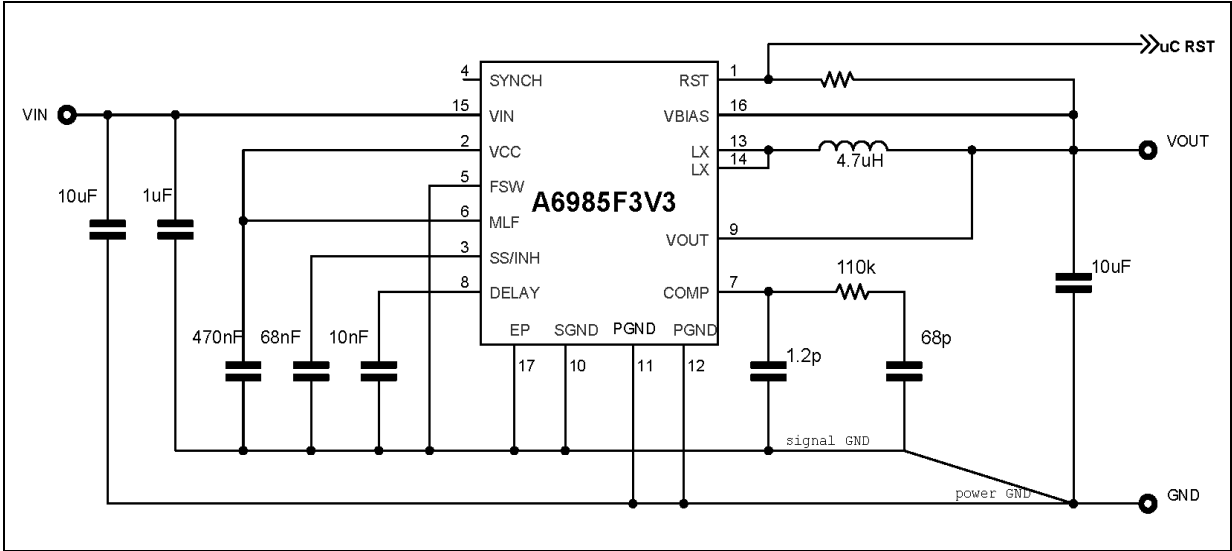 uC RST
4 SYNCH RST 1
VIN 15 VIN VBIAS 16
2 VCC LX 13
LX 14
4.7uH VOUT
10uF 1uF 5 FSW
A6985F3V3
6 MLF
VOUT 9
3 SS/INH
110k 10uF
8 DELAY COMP 7
470nF 68nF 10nF EP SGND PGND PGND
17 10 11 12
1.2p 68p
signal GND
power GND GND